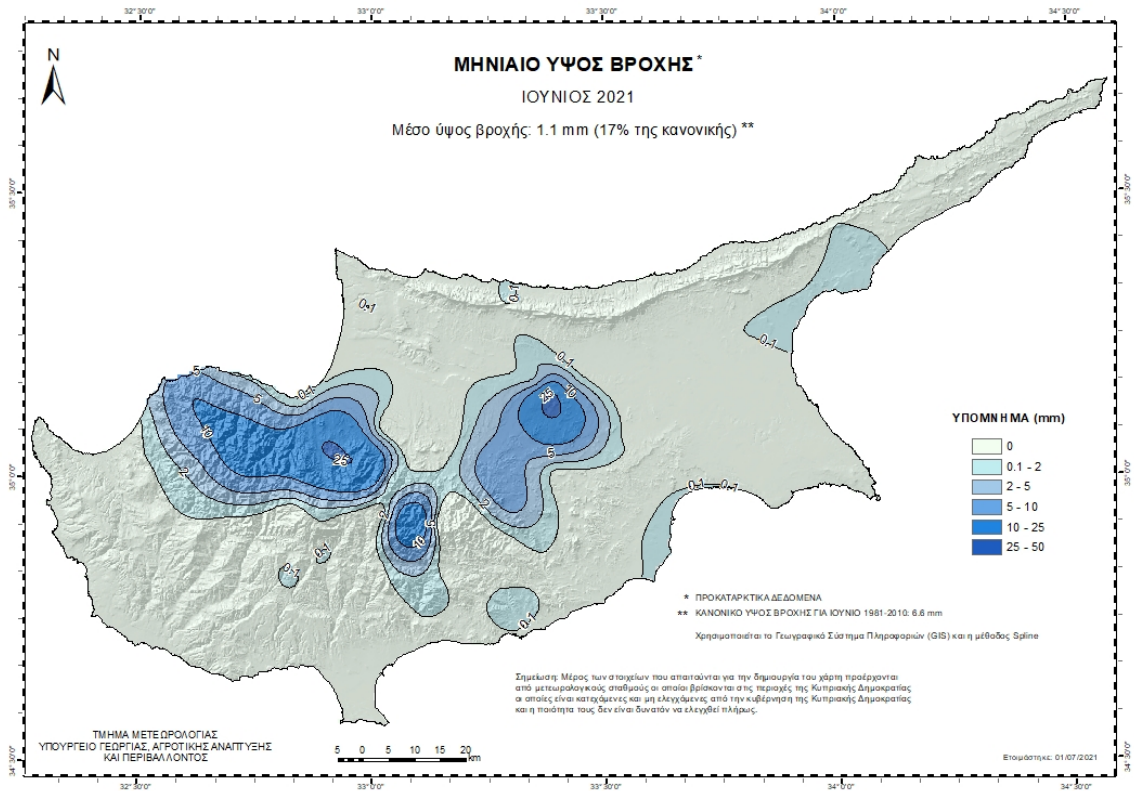 32°30'0"
33°0'0"
33°30'0"
34°0'0"
34°30'0"
N
ΜΗΝΙΑΙΟ ΥΨΟΣ ΒΡΟΧΗΣ *
ΙΟΥΝΙΟΣ 2021
Μέσο ύψος βροχής: 1.1 mm (17% της κανονικής) **
35°30'0"
35°30'0"
0.1
0.1
0.1
0.1
5
5
0.1
25
10
10
25
5
2
2
35°0'0"
35°0'0"
0.1
0.1
2
5
10
0.1
0.1
0.1
ΥΠΟΜΝΗΜΑ (mm)
0
0.1 - 2
2 - 5
5 - 10
10 - 25
25 - 50
* ΠΡΟΚΑΤΑΡΚΤΙΚΑ ΔΕΔΟΜΕΝΑ
** ΚΑΝΟΝΙΚΟ ΥΨΟΣ ΒΡΟΧΗΣ ΓΙΑ ΙΟΥΝΙΟ 1981-2010: 6.6 mm
Χρησιμοποιείται το Γεωγραφικό Σύστημα Πληροφοριών (GIS) και η μέθοδος Spline
Σημείωση: Μέρος των στοιχείων που απαιτούνται για την δημιουργία του χάρτη προέρχονται
από μετεωρολογικούς σταθμούς οι οποίοι βρίσκονται στις περιοχές της Κυπριακής Δημοκρατίας
οι οποίες είναι κατεχόμενες και μη ελεγχόμενες από την κυβέρνηση της Κυπριακής Δημοκρατίας
και η ποιότητα τους δεν είναι δυνατόν να ελεγχθεί πλήρως.
ΤΜΗΜΑ ΜΕΤΕΩΡΟΛΟΓΙΑΣ
ΥΠΟΥΡΓΕΙΟ ΓΕΩΡΓΙΑΣ, ΑΓΡΟΤΙΚΗΣ ΑΝΑΠΤΥΞΗΣ
ΚΑΙ ΠΕΡΙΒΑΛΛΟΝΤΟΣ
5 0 5 10 15 20
km
Ετοιμάστηκε: 01/07/2021
34°30'0"
34°30'0"
32°30'0"
33°0'0"
33°30'0"
34°0'0"
34°30'0"